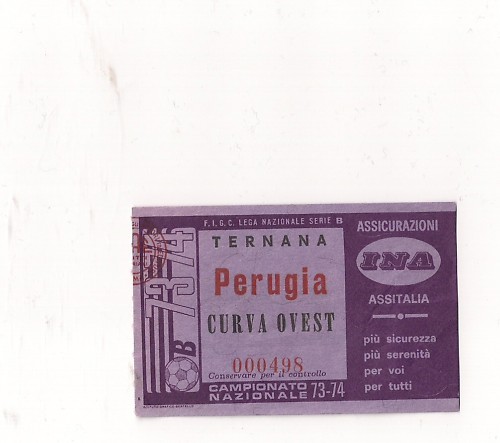 F.I.G.C. LEGA NAZIONALE SERIE B
73-74
B
TERNANA
Perugia
CURVA OVEST
000498
Conservare per il controllo
CAMPIONATO
NAZIONALE 73-74
ASSICURAZIONI
INA
ASSITALIA
più sicurezza
più serenità
per voi
per tutti